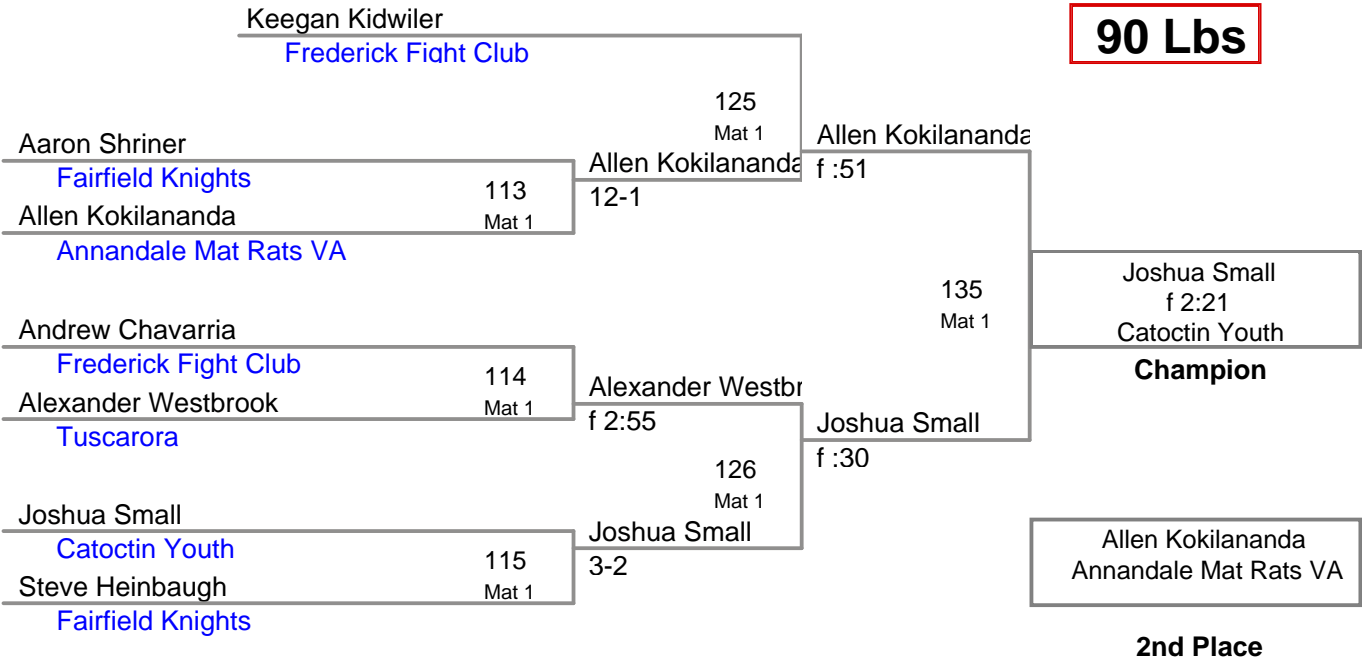 Keegan Kidwiler
Frederick Fight Club
90 Lbs
125
Mat 1
Aaron Shriner
Fairfield Knights
113
Mat 1
Allen Kokilananda
Annandale Mat Rats VA
Allen Kokilananda
12-1
Allen Kokilananda
f :51
Andrew Chavarria
Frederick Fight Club
114
Mat 1
Alexander Westbrook
Tuscarora
Alexander Westbr
f 2:55
126
Mat 1
Joshua Small
Catoctin Youth
115
Mat 1
Steve Heinbaugh
Fairfield Knights
Joshua Small
3-2
Joshua Small
f :30
135
Mat 1
Joshua Small
f 2:21
Catoctin Youth
Champion
Allen Kokilananda
Annandale Mat Rats VA
2nd Place